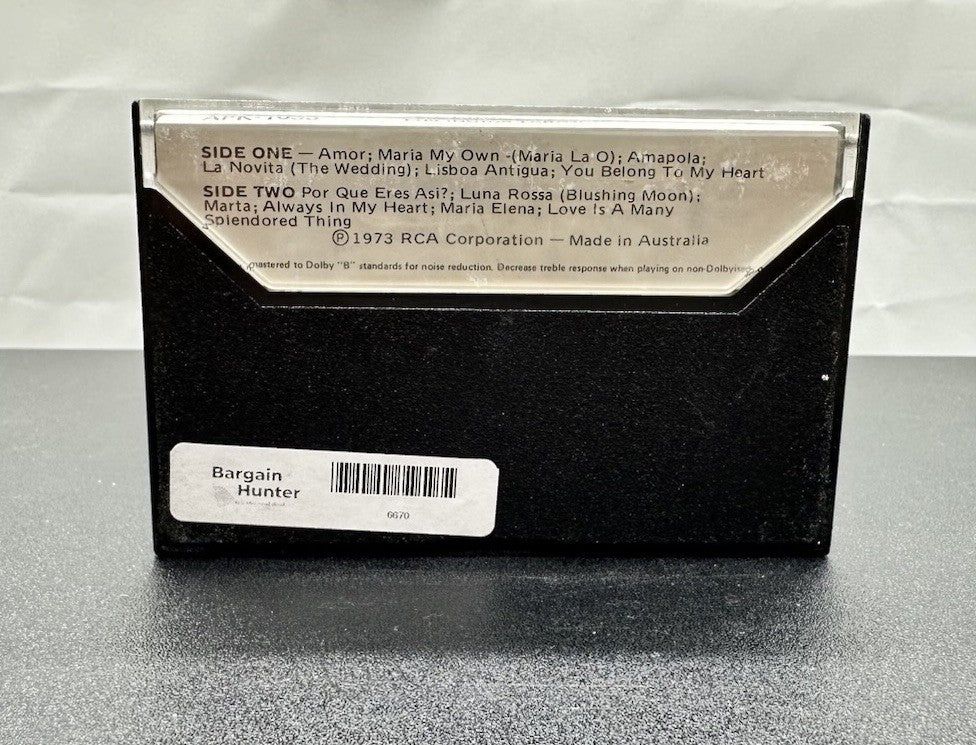 SIDE ONE — Amor; Maria My Own -(Maria La O); Amapola;
La Novita (The Wedding); Lisboa Antigua; You Belong To My Heart
SIDE TWO Por Que Eres Asi?; Luna Rossa (Blushing Moon);
Marta; Always In My Heart; Maria Elena; Love Is A Many
Splendored Thing
Ⓟ1973 RCA Corporation — Made in Australia
mastered to Dolby "B" standards for noise reduction. Decrease treble response when playing on non-Dolby
Bargain
Hunter
6670